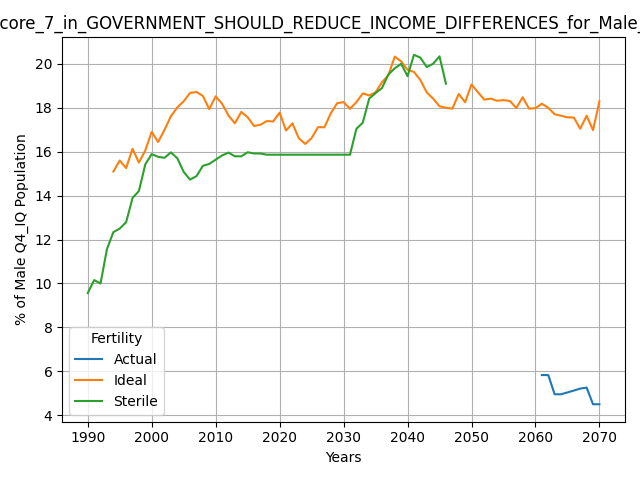 core_7_in_GOVERNMENT_SHOULD_REDUCE_INCOME_DIFFERENCES_for_Male_
% of Male Q4_IQ Population
20
18
16
14
12
10
8
6
4
Fertility
Actual
Ideal
Sterile
1990 2000 2010 2020 2030 2040 2050 2060 2070
Years